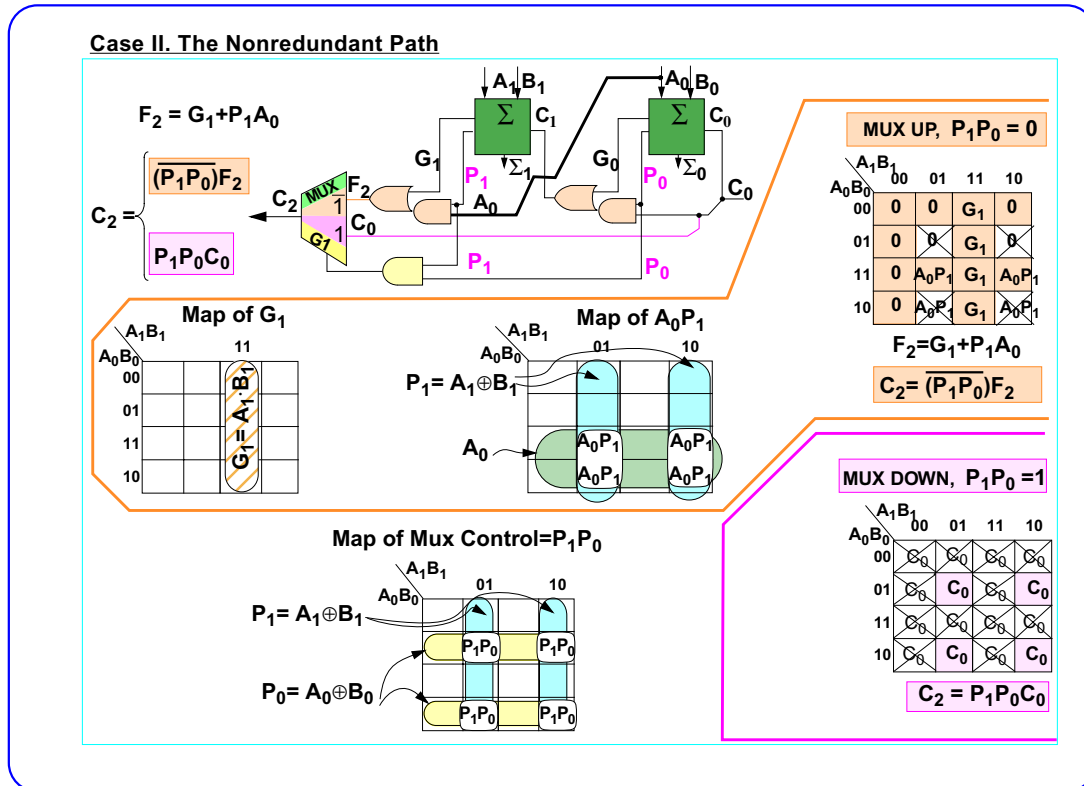 Case II. The Nonredundant Path
F₂ = G₁+P₁A₀
C₂ =
(P̅₁P̅₀)F₂
P₁P₀C₀
A₁ B₁
A₀ B₀
Σ
C₁
Σ
C₀
G₁
P₁
Σ₁
G₀
P₀
Σ₀
C₀
MUX
F₂
1
A₀
C₂
C₀
1
G1
P₁
P₀
MUX UP, P₁P₀ = 0
A₁B₁
A₀B₀
00 01 11 10
00 0 0 G₁ 0
01 0 0 G₁ 0
11 0 A₀P₁ G₁ A₀P₁
10 0 A₀P₁ G₁ A₀P₁
F₂=G₁+P₁A₀
C₂= (P̅₁P̅₀)F₂
Map of G₁
A₁B₁
A₀B₀
11
00
01
11
10
G₁= A₁·B₁
Map of A₀P₁
A₁B₁
A₀B₀
01 10
P₁= A₁⊕B₁
A₀
A₀P₁ A₀P₁
A₀P₁ A₀P₁
MUX DOWN, P₁P₀ =1
A₁B₁
A₀B₀
00 01 11 10
00 C₀ C₀ C₀ C₀
01 C₀ C₀ C₀ C₀
11 C₀ C₀ C₀ C₀
10 C₀ C₀ C₀ C₀
C₂ = P₁P₀C₀
Map of Mux Control=P₁P₀
A₁B₁
A₀B₀
01 10
P₁= A₁⊕B₁
P₁P₀ P₁P₀
P₀= A₀⊕B₀
P₁P₀ P₁P₀